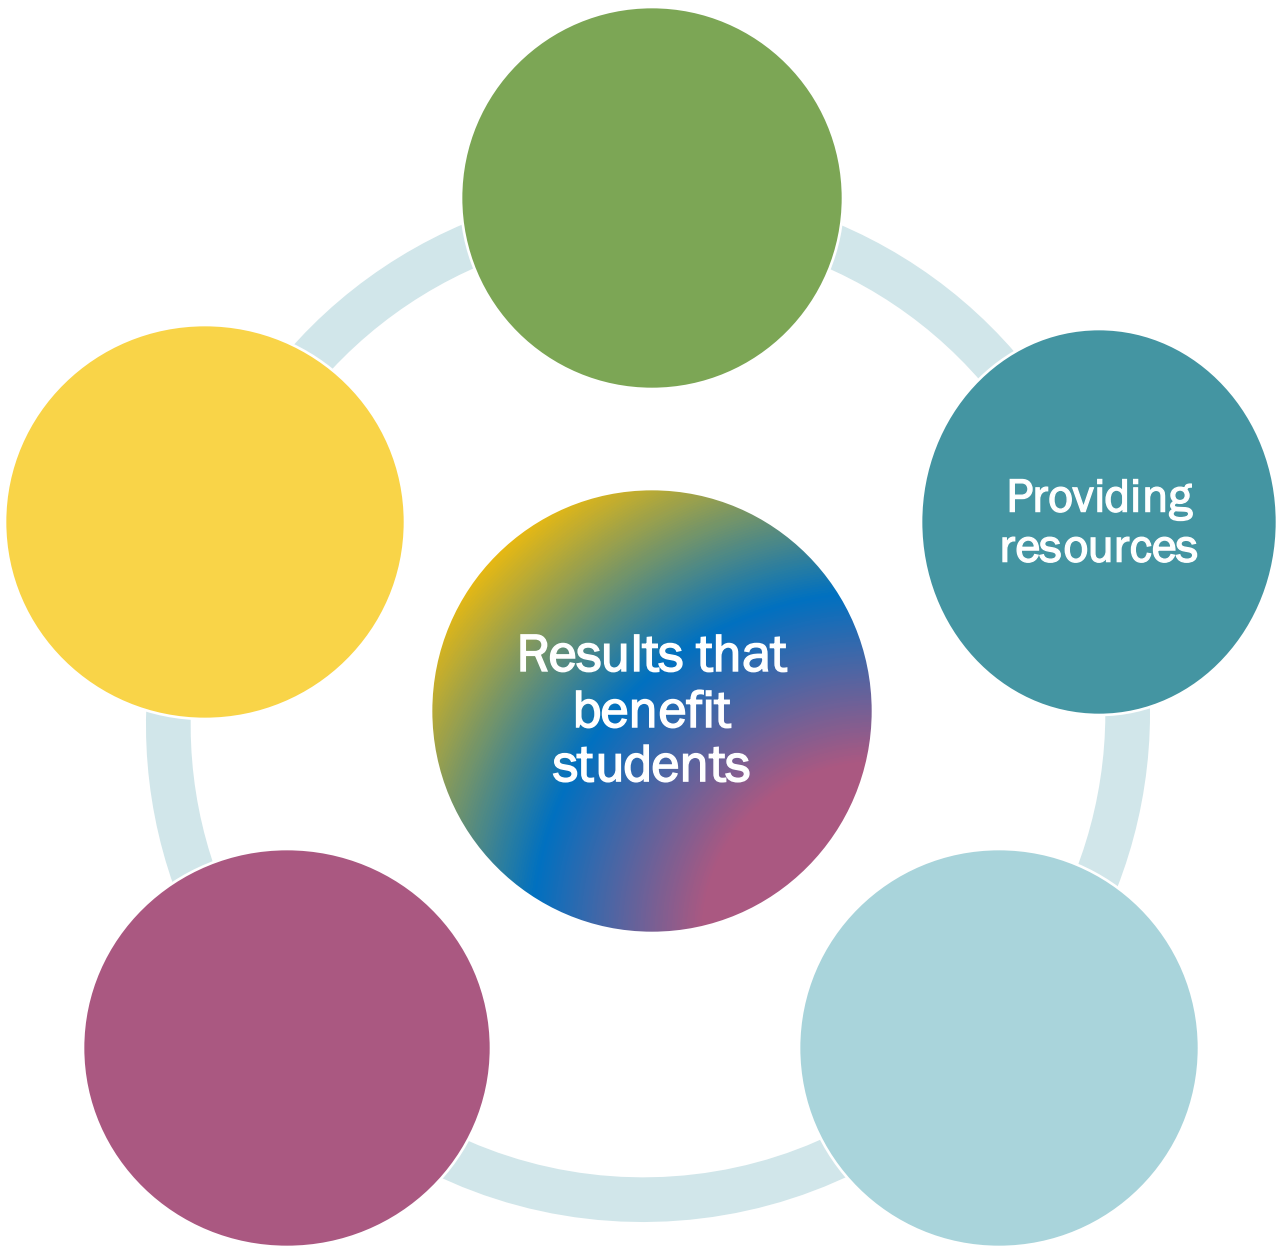 Providing
resources
Results that
benefit
students